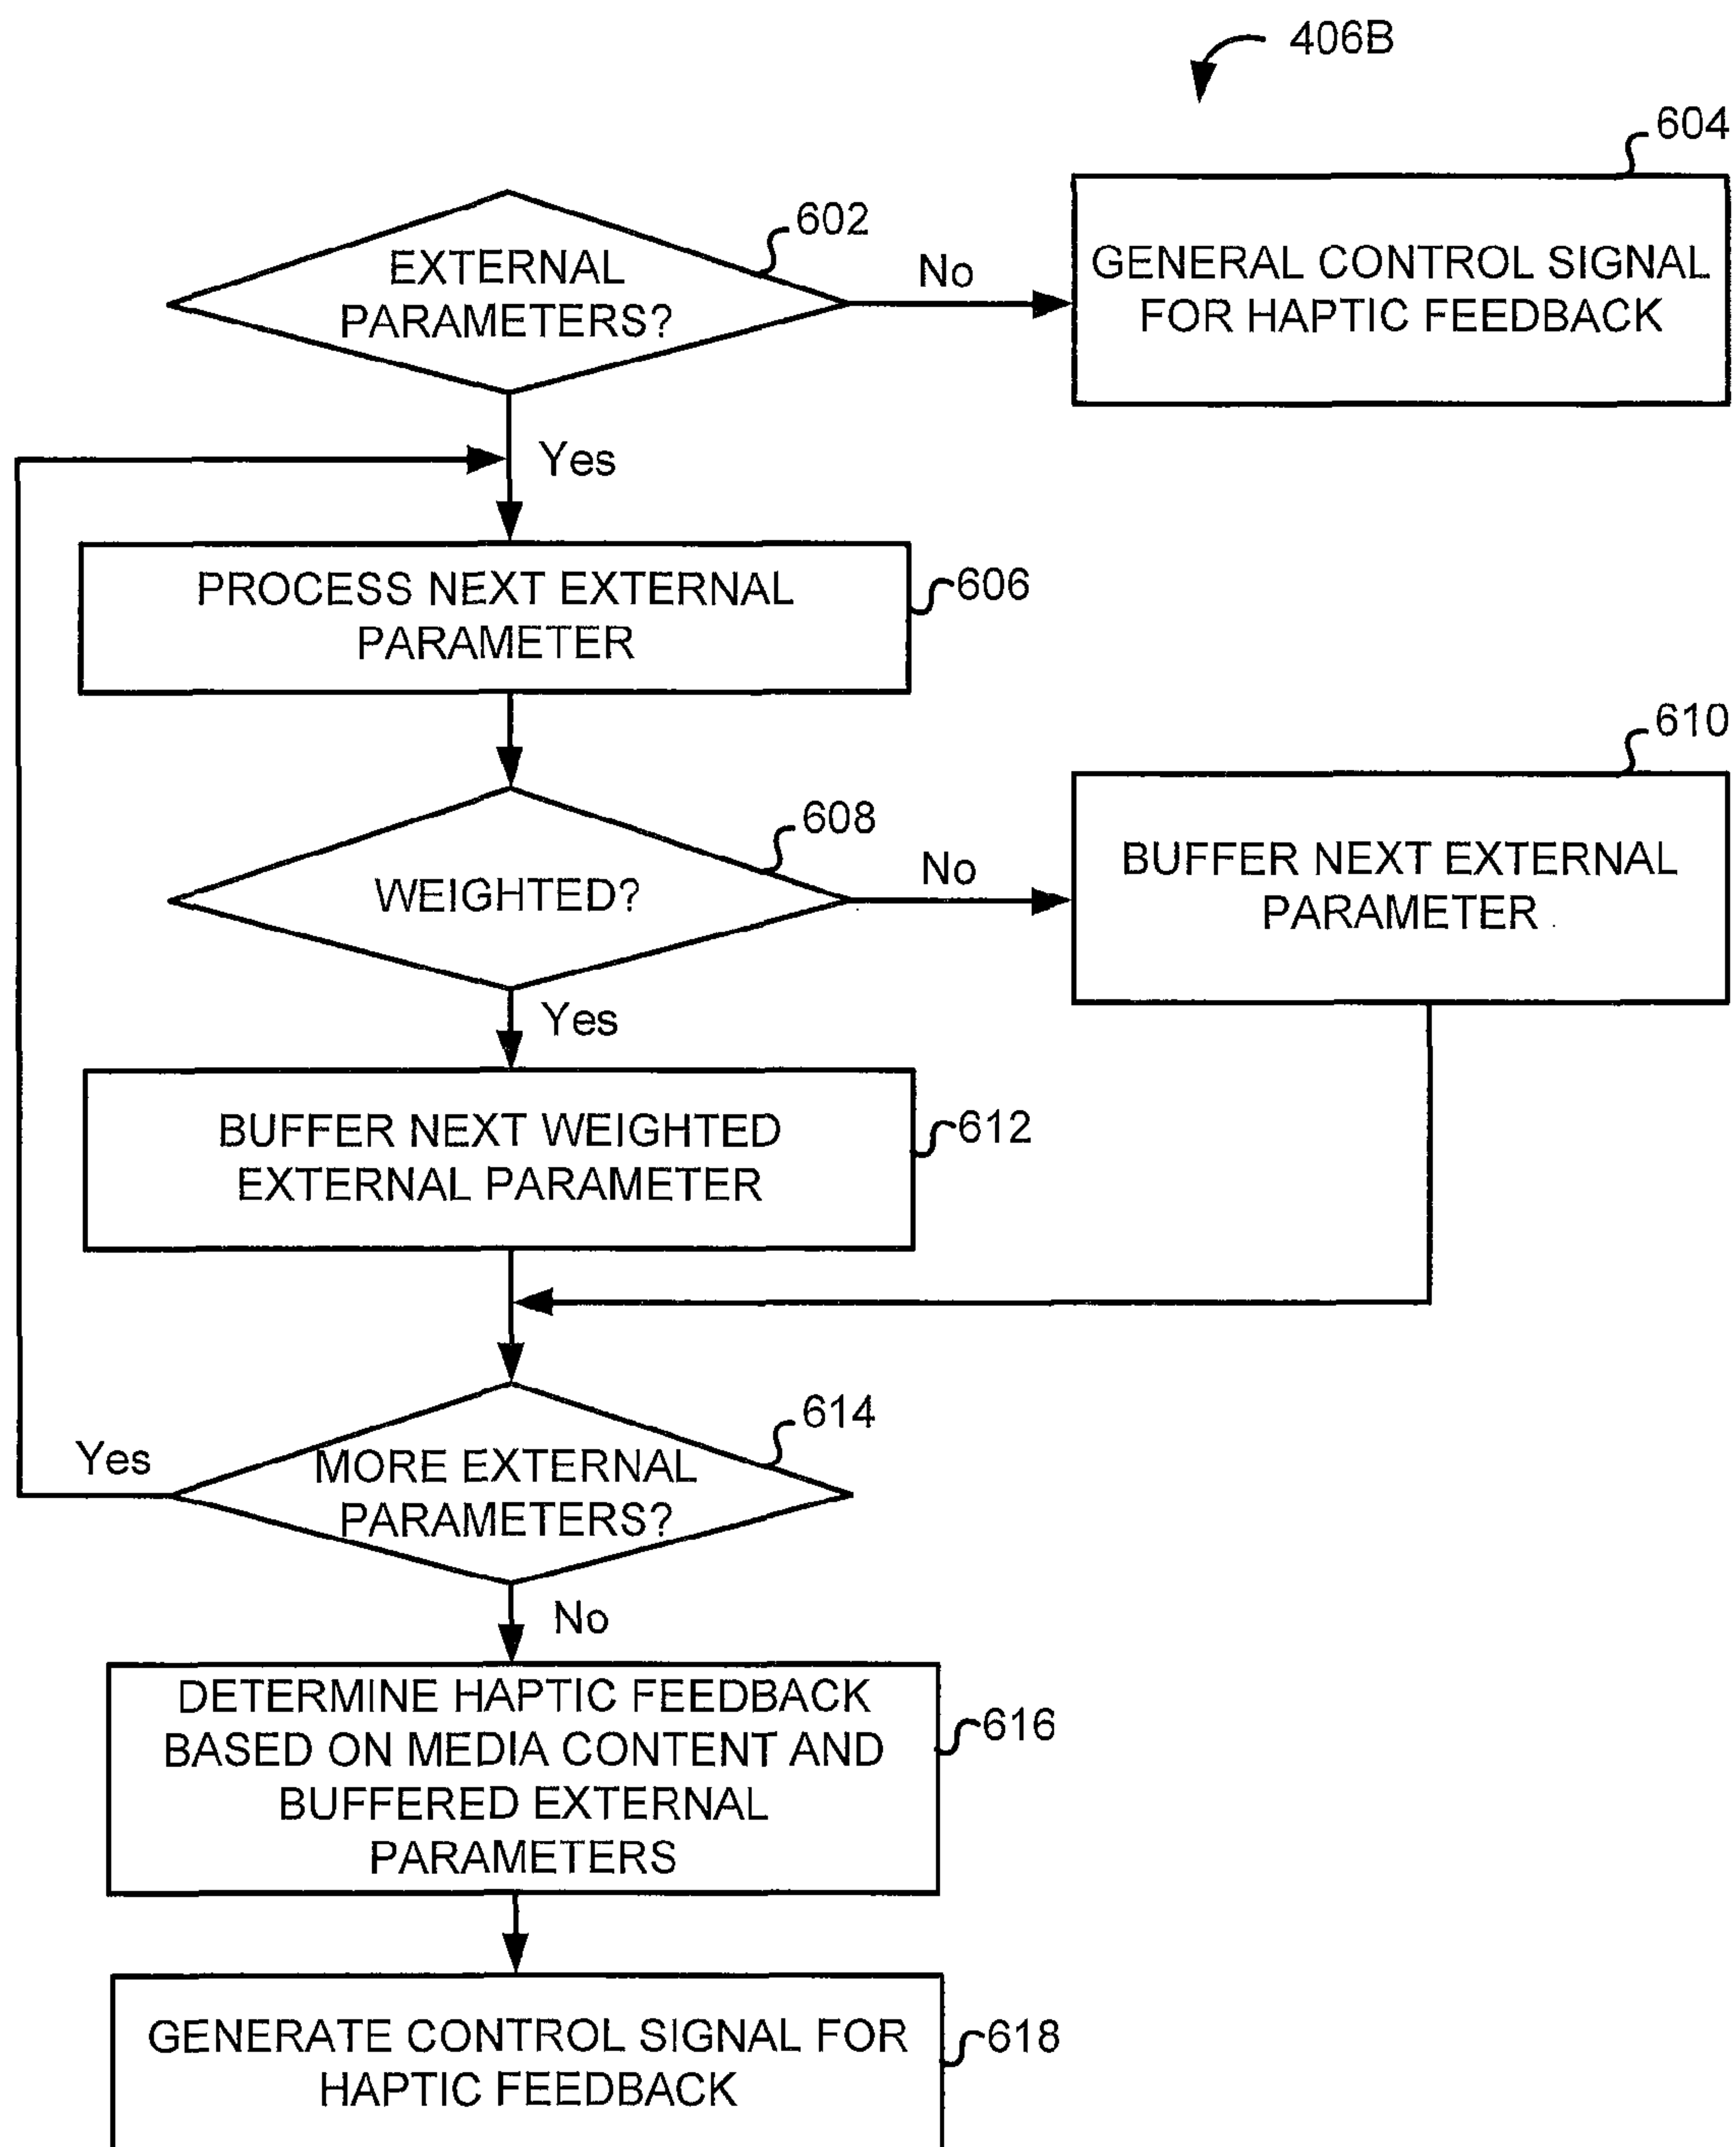 406B
604
602
EXTERNAL
PARAMETERS?
No
GENERAL CONTROL SIGNAL
FOR HAPTIC FEEDBACK
Yes
PROCESS NEXT EXTERNAL
PARAMETER
606
610
608
WEIGHTED?
No
BUFFER NEXT EXTERNAL
PARAMETER
Yes
BUFFER NEXT WEIGHTED
EXTERNAL PARAMETER
612
614
Yes
MORE EXTERNAL
PARAMETERS?
No
DETERMINE HAPTIC FEEDBACK
BASED ON MEDIA CONTENT AND
BUFFERED EXTERNAL
PARAMETERS
616
GENERATE CONTROL SIGNAL FOR
HAPTIC FEEDBACK
618